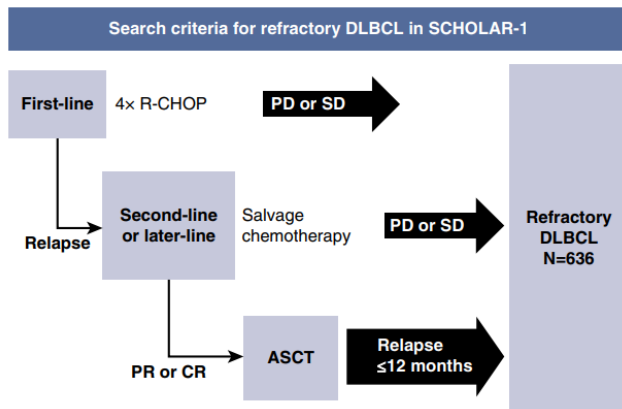 Search criteria for refractory DLBCL in SCHOLAR-1
First-line
4× R-CHOP
PD or SD
Relapse
Second-line
or later-line
Salvage
chemotherapy
PD or SD
Refractory
DLBCL
N=636
PR or CR
ASCT
Relapse
≤12 months